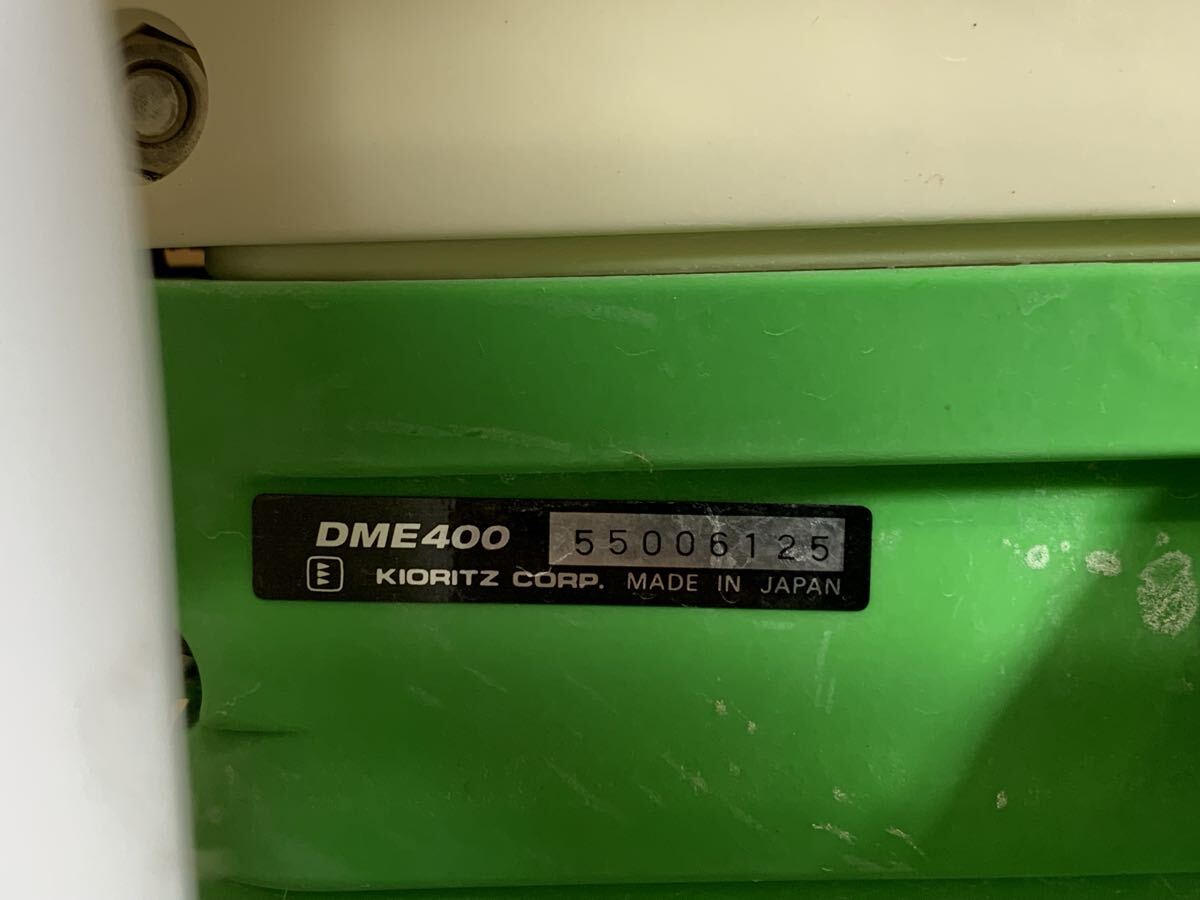 DME400 55006125
KIORITZ CORP. MADE IN JAPAN